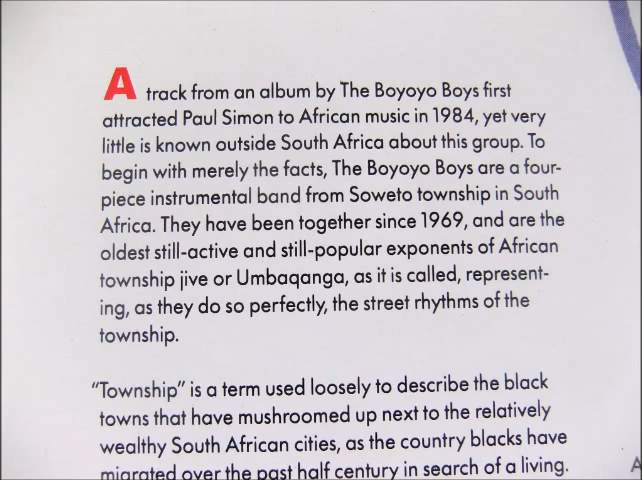 A track from an album by The Boyoyo Boys first
attracted Paul Simon to African music in 1984, yet very
little is known outside South Africa about this group. To
begin with merely the facts, The Boyoyo Boys are a four-
piece instrumental band from Soweto township in South
Africa. They have been together since 1969, and are the
oldest still-active and still-popular exponents of African
township jive or Umbaqanga, as it is called, represent-
ing, as they do so perfectly, the street rhythms of the
township.
“Township” is a term used loosely to describe the black
towns that have mushroomed up next to the relatively
wealthy South African cities, as the country blacks have
migrated over the past half century in search of a living.
A